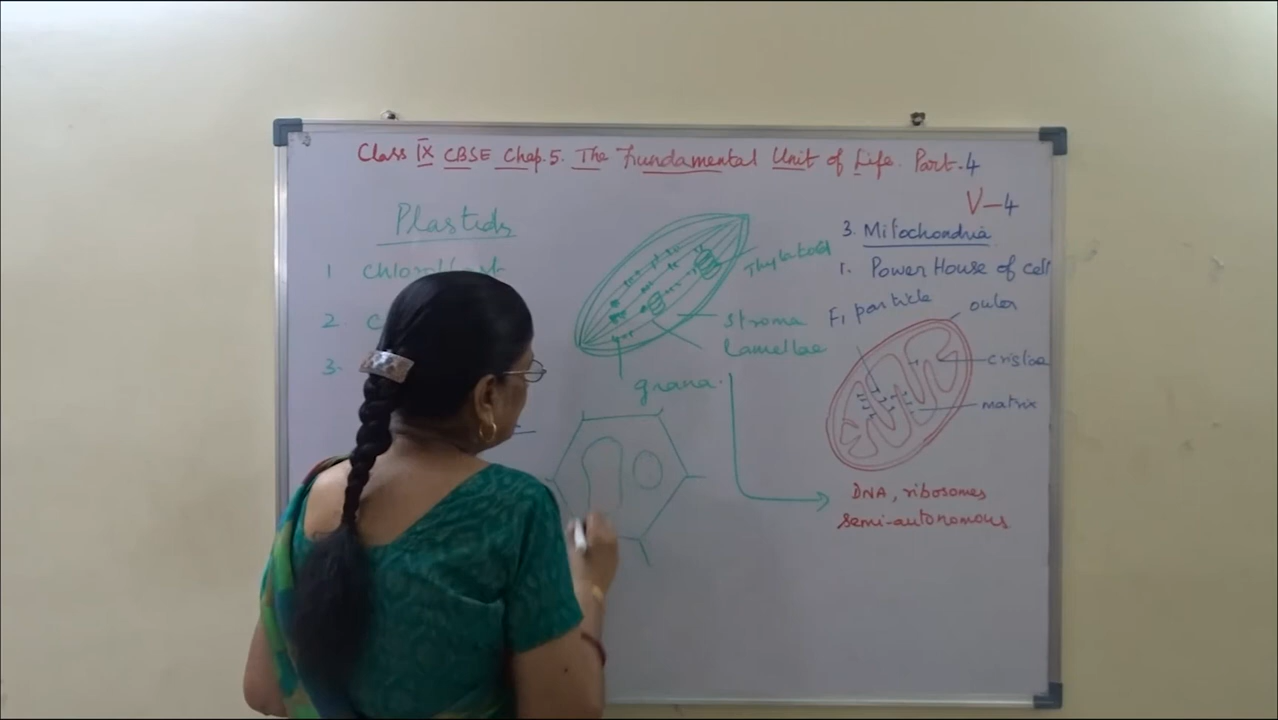 Class IX CBSE Chap.5. The Fundamental Unit of Life. Part-4
V-4
Plastids
1
2
3.
Thylakoid
Stroma
lamellae
grana.
3. Mitochondria
1. Power House of cell
F, particle
outer
cristae
matrix
DNA, ribosomes
semi-autonomous